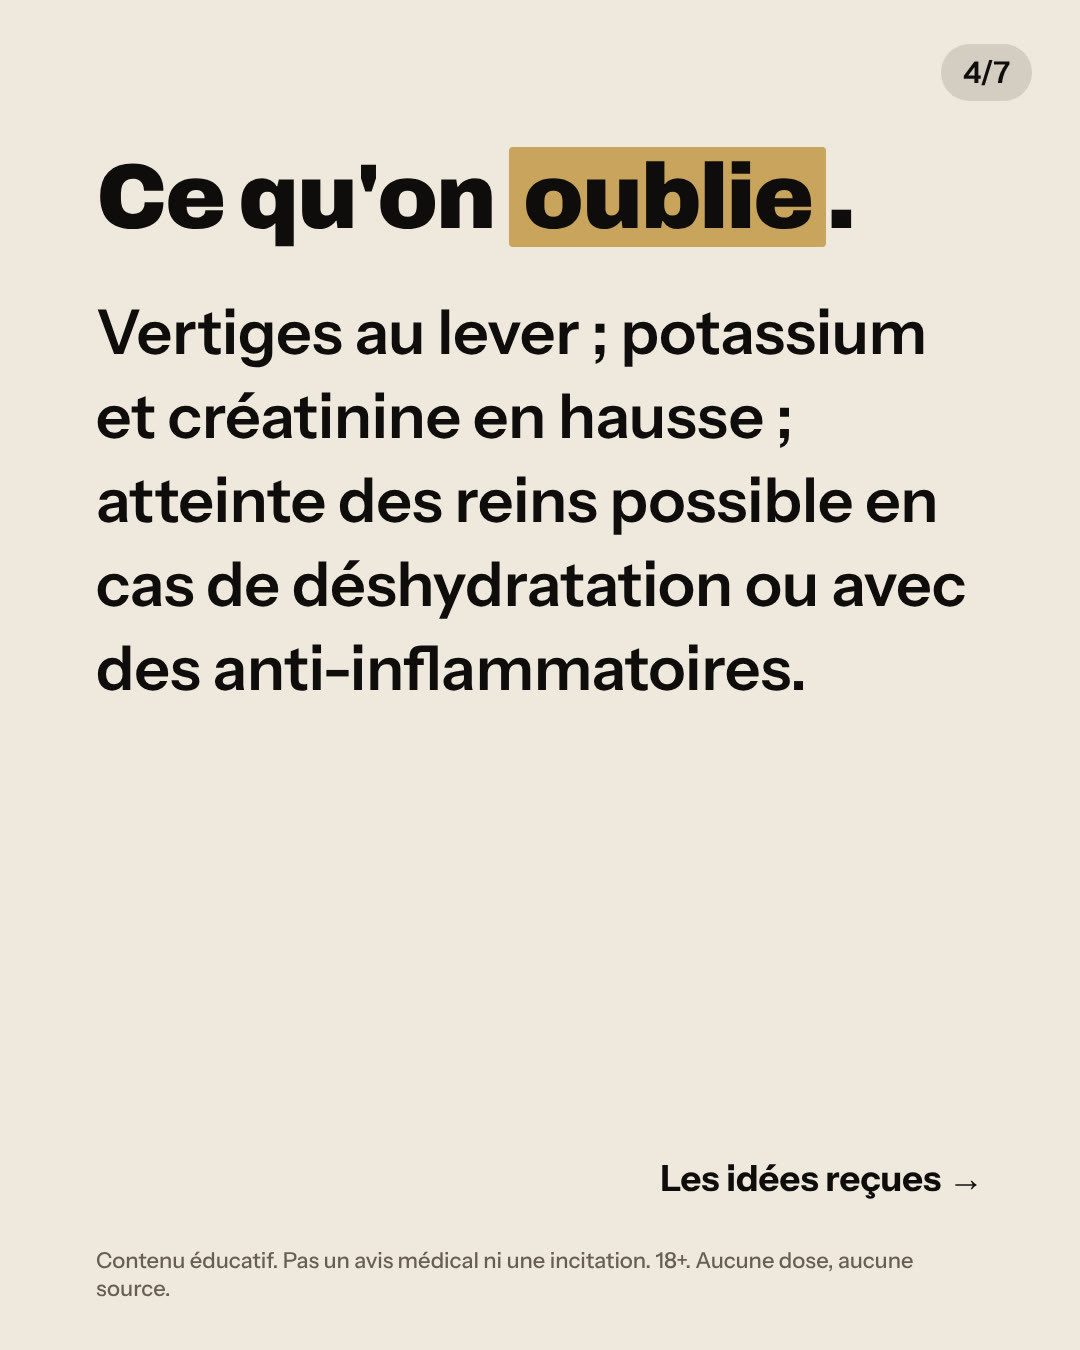 4/7
Ce qu'on oublie.
Vertiges au lever ; potassium
et créatinine en hausse ;
atteinte des reins possible en
cas de déshydratation ou avec
des anti-inflammatoires.
Les idées reçues →
Contenu éducatif. Pas un avis médical ni une incitation. 18+. Aucune dose, aucune
source.